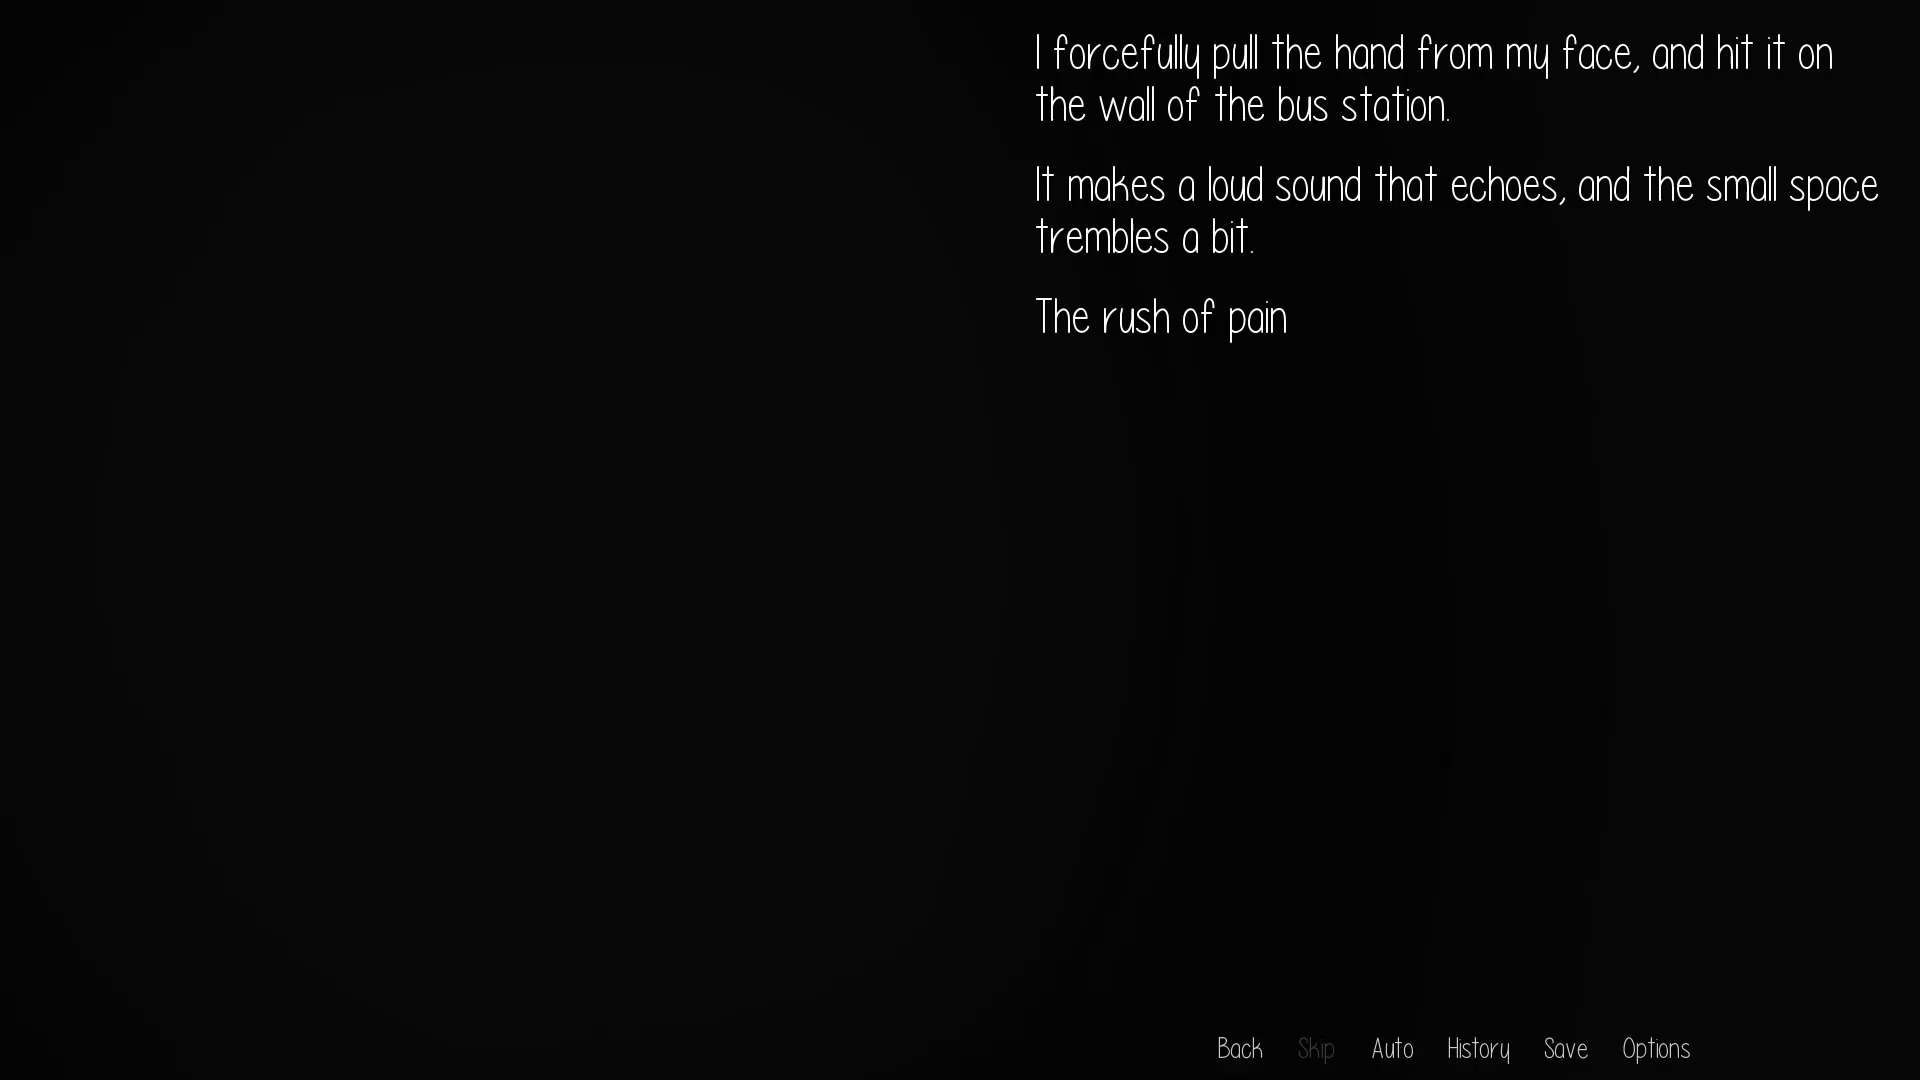 I forcefully pull the hand from my face, and hit it on
the wall of the bus station.
It makes a loud sound that echoes, and the small space
trembles a bit.
The rush of pain
Back Skip Auto History Save Options